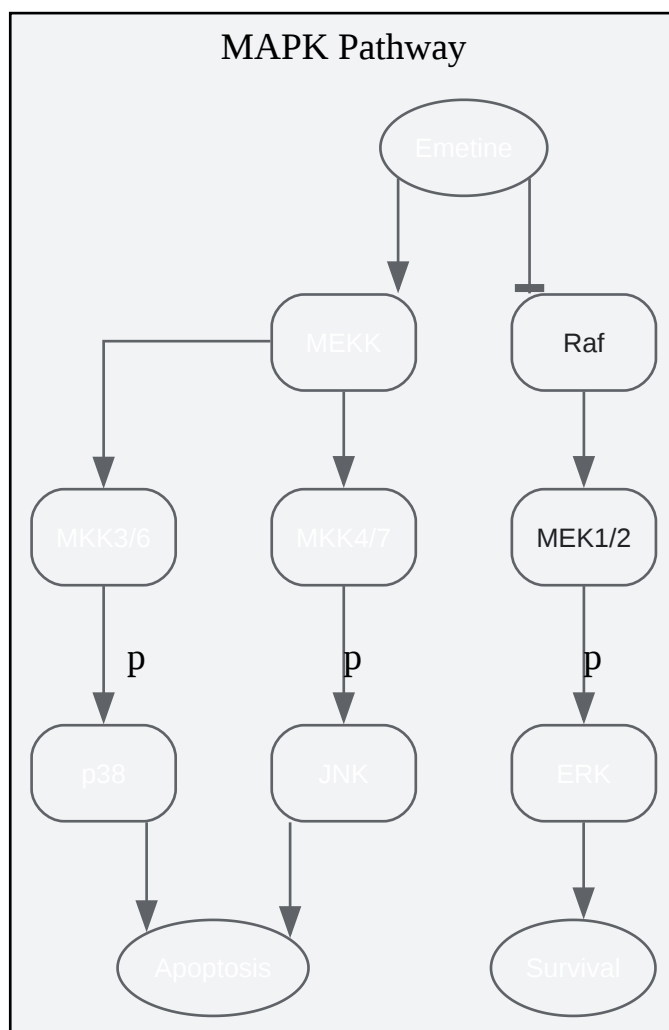 MAPK Pathway
Emetine
MEKK
Raf
MKK3/6
MKK4/7
MEK1/2
p
p
p
p38
JNK
ERK
Apoptosis
Survival